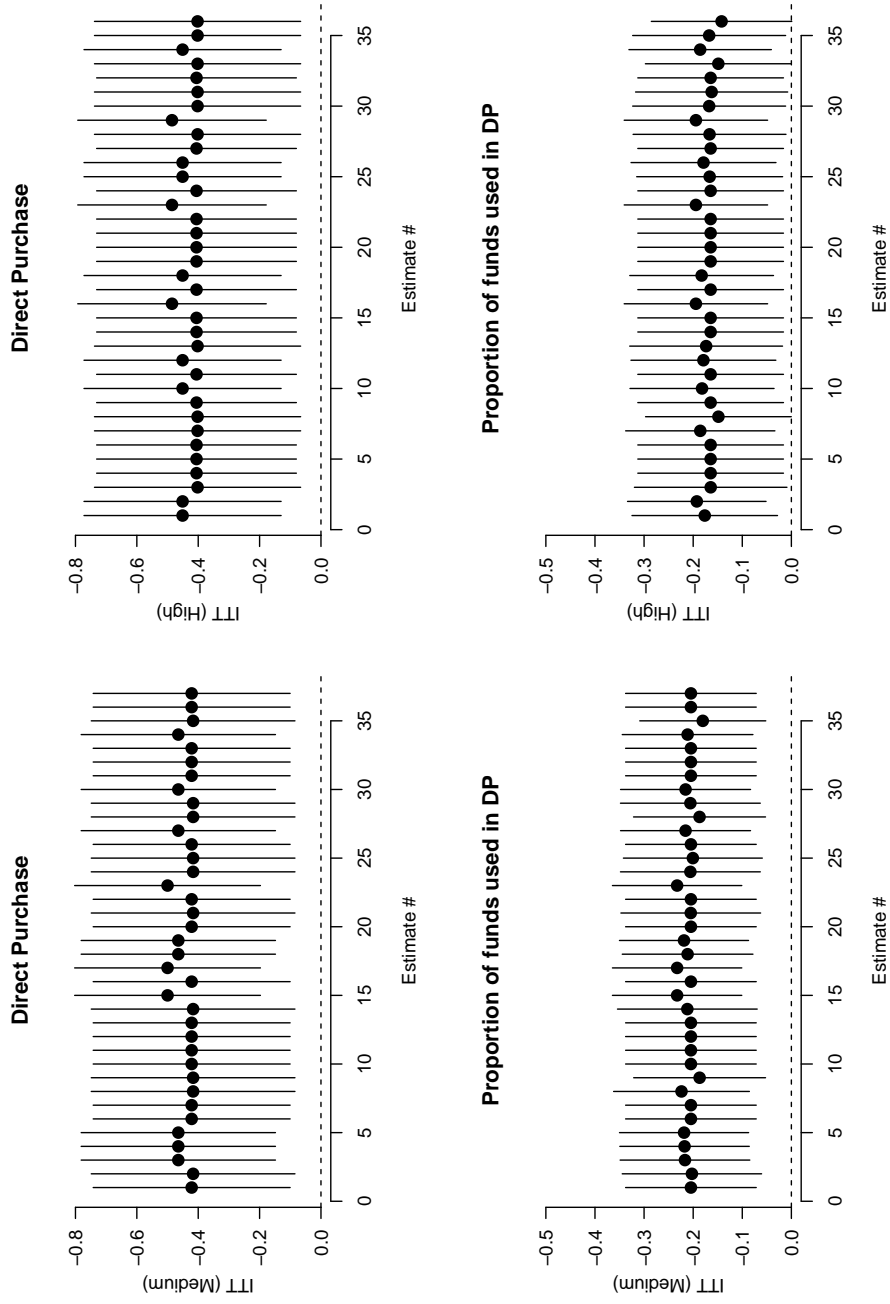 Direct Purchase
ITT (Medium)
−0.8
−0.6
−0.4
−0.2
0.0
0 5 10 15 20 25 30 35
Estimate #
Direct Purchase
ITT (High)
−0.8
−0.6
−0.4
−0.2
0.0
0 5 10 15 20 25 30 35
Estimate #
Proportion of funds used in DP
ITT (Medium)
−0.5
−0.4
−0.3
−0.2
−0.1
0.0
0 5 10 15 20 25 30 35
Estimate #
Proportion of funds used in DP
ITT (High)
−0.5
−0.4
−0.3
−0.2
−0.1
0.0
0 5 10 15 20 25 30 35
Estimate #